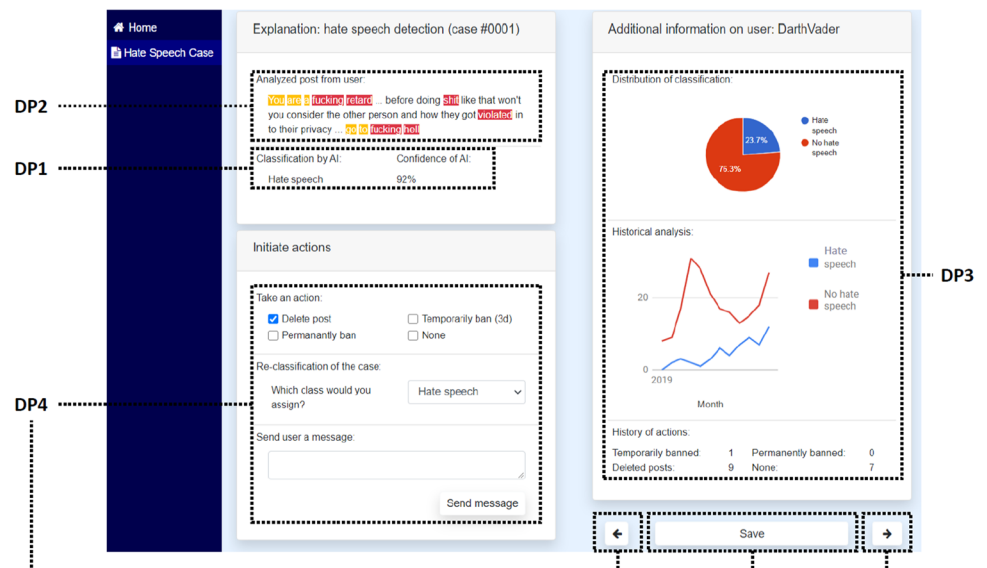 Home
Hate Speech Case
Explanation: hate speech detection (case #0001)
Analyzed post from user:
You are a fucking retard ... before doing shit like that won't
you consider the other person and how they got violated in
to their privacy ... go to fucking hell
Classification by AI: Confidence of AI:
Hate speech 92%
Initiate actions
Take an action:
Delete post Temporarily ban (3d)
Permanantly ban None
Re-classification of the case:
Which class would you
assign?
Hate speech
Send user a message:
Send message
Additional information on user: DarthVader
Distribution of classification:
23.7%
75.3%
Hate
speech
No hate
speech
Historical analysis:
20
0
2019
Month
Hate
speech
No hate
speech
History of actions:
Temporarily banned: 1 Permanently banned: 0
Deleted posts: 9 None: 7
Save
DP2
DP1
DP4
DP3